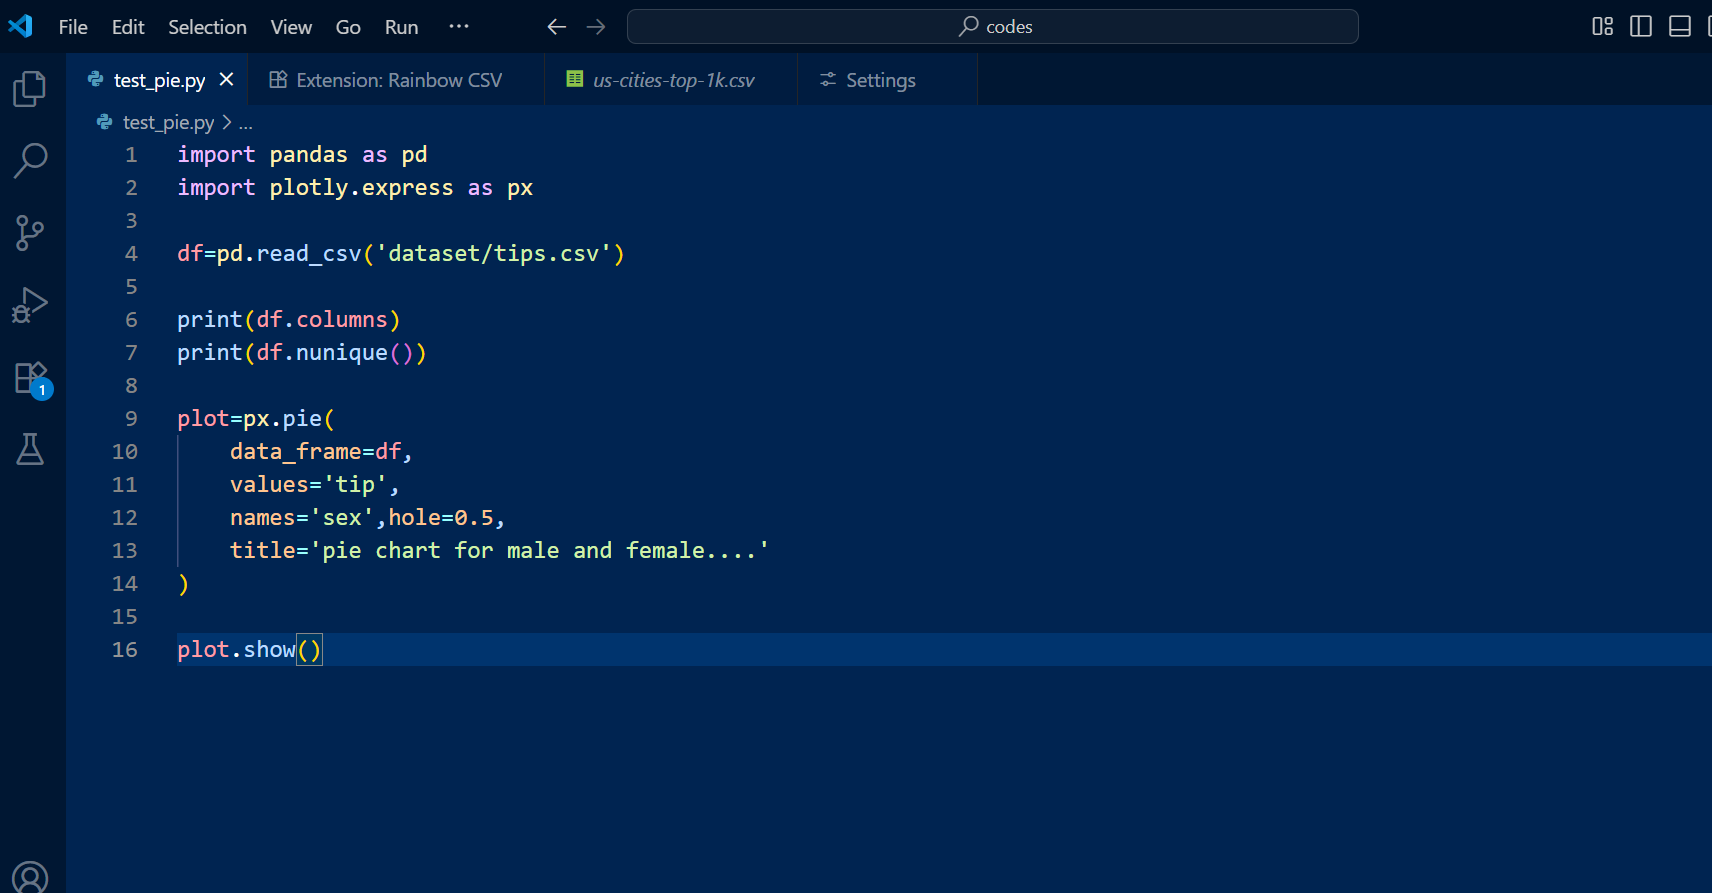 File Edit Selection View Go Run ... codes
test_pie.py Extension: Rainbow CSV us-cities-top-1k.csv Settings
test_pie.py > ...
1 import pandas as pd
2 import plotly.express as px
3
4 df=pd.read_csv('dataset/tips.csv')
5
6 print(df.columns)
7 print(df.nunique())
8
9 plot=px.pie(
10     data_frame=df,
11     values='tip',
12     names='sex',hole=0.5,
13     title='pie chart for male and female....'
14 )
15
16 plot.show()
1